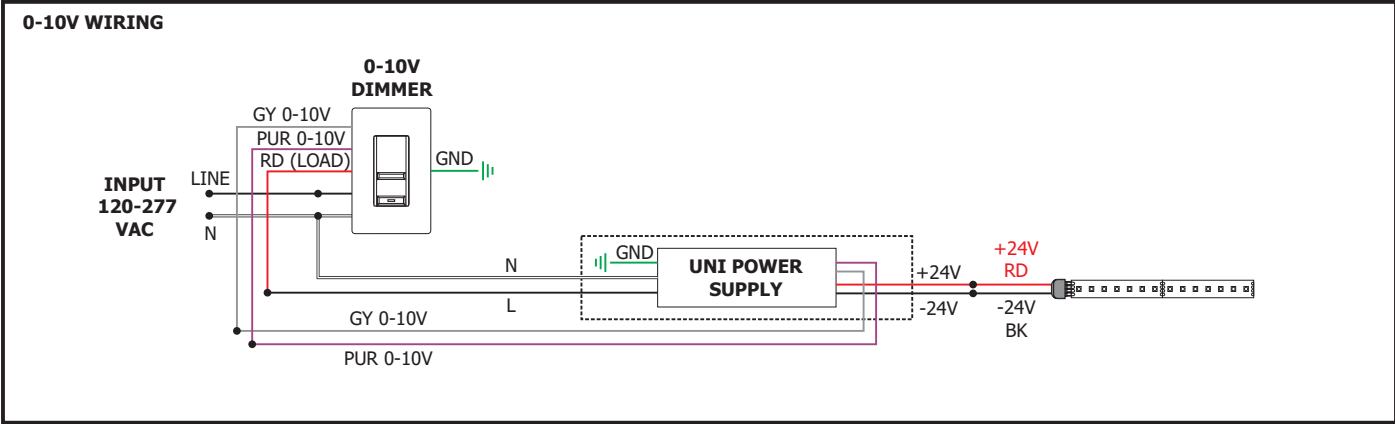 0-10V WIRING
0-10V
DIMMER
GY 0-10V
PUR 0-10V
RD (LOAD)
GND
INPUT
120-277
VAC
LINE
N
GND
UNI POWER
SUPPLY
N
L
GY 0-10V
PUR 0-10V
+24V
-24V
+24V
RD
-24V
BK